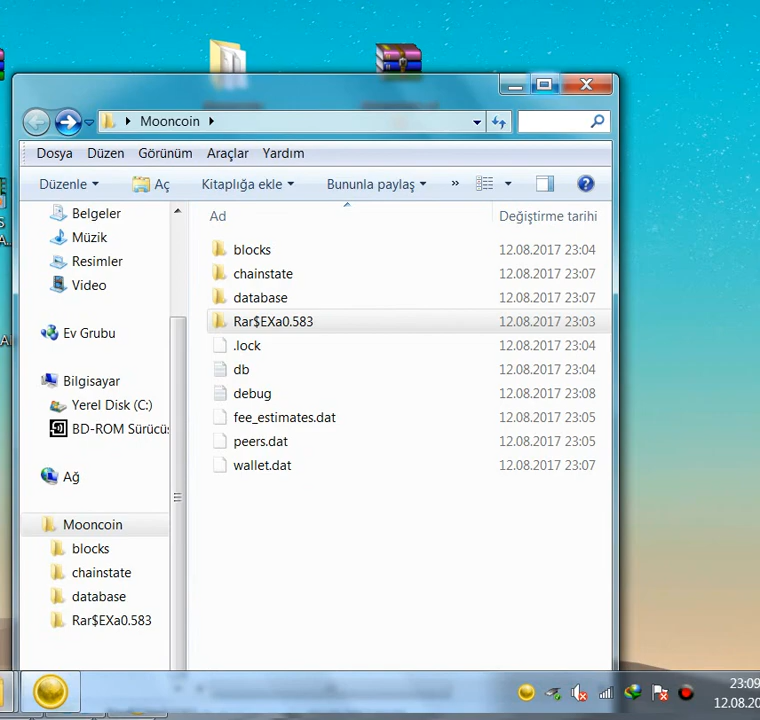 Mooncoin
Dosya Düzen Görünüm Araçlar Yardım
Düzenle Aç Kitaplığa ekle Bununla paylaş »
Ad Değiştirme tarihi
Belgeler
Müzik
Resimler
Video
Ev Grubu
Bilgisayar
Yerel Disk (C:)
BD-ROM Sürücüs
Ağ
Mooncoin
blocks
chainstate
database
Rar$EXa0.583
blocks 12.08.2017 23:04
chainstate 12.08.2017 23:07
database 12.08.2017 23:07
Rar$EXa0.583 12.08.2017 23:03
.lock 12.08.2017 23:04
db 12.08.2017 23:04
debug 12.08.2017 23:08
fee_estimates.dat 12.08.2017 23:05
peers.dat 12.08.2017 23:05
wallet.dat 12.08.2017 23:07
23:09
12.08.20